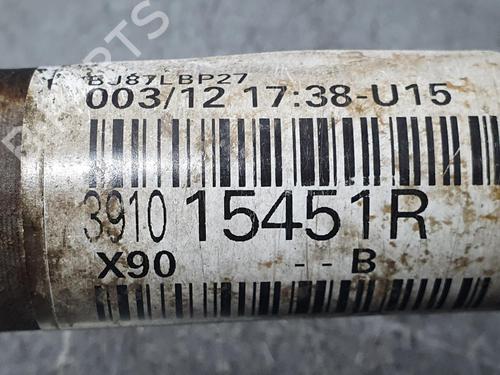 BJ87LBP27
003/12 17:38-U15
3910 15451R
X90 - - B